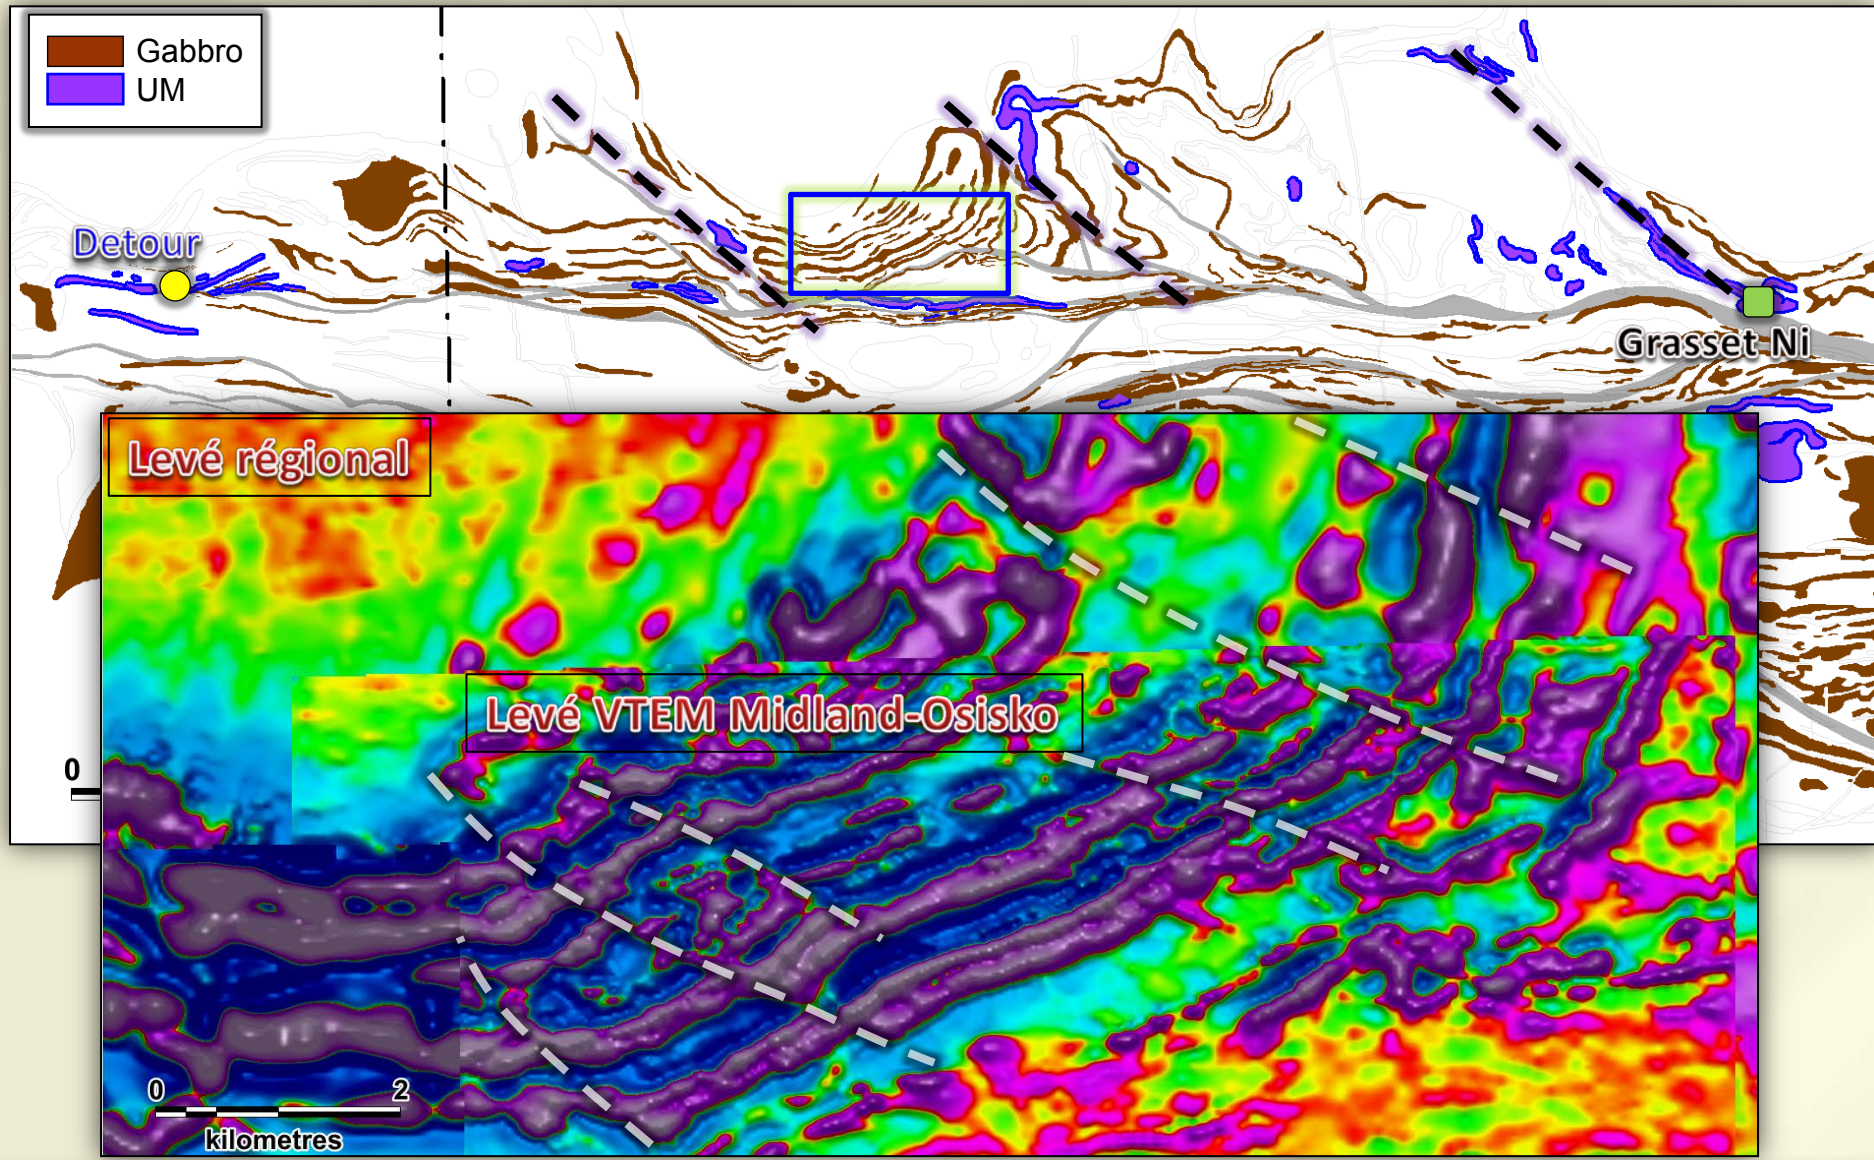 Gabbro
UM
Detour
Grasset Ni
Levé régional
Levé VTEM Midland-Osisko
0
0 2
kilometres